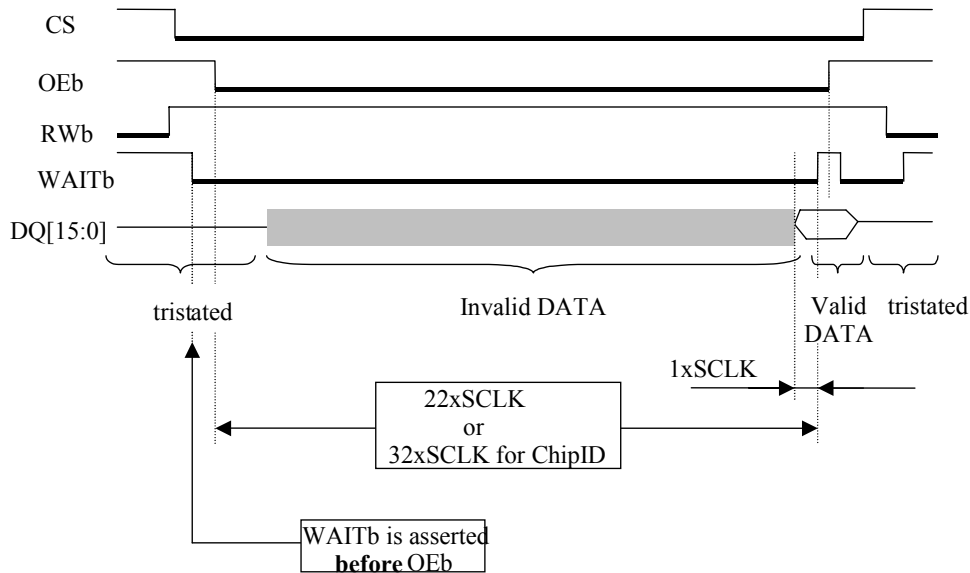 CS
OEb
RWb
WAITb
DQ[15:0]
tristated
Invalid DATA
Valid
DATA
tristated
1xSCLK
22xSCLK
or
32xSCLK for ChipID
WAITb is asserted
before OEb